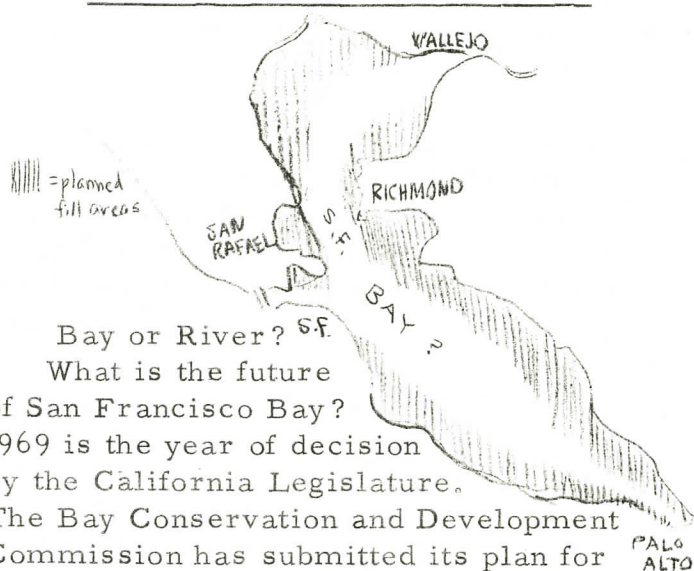 VALLEJO
=planned
fill areas
RICHMOND
SAN
RAFAEL
S.F.
BAY ?
S.F.
Bay or River?
What is the future
f San Francisco Bay?
969 is the year of decision
y the California Legislature.
The Bay Conservation and Development
Commission has submitted its plan for
PALO
ALTO